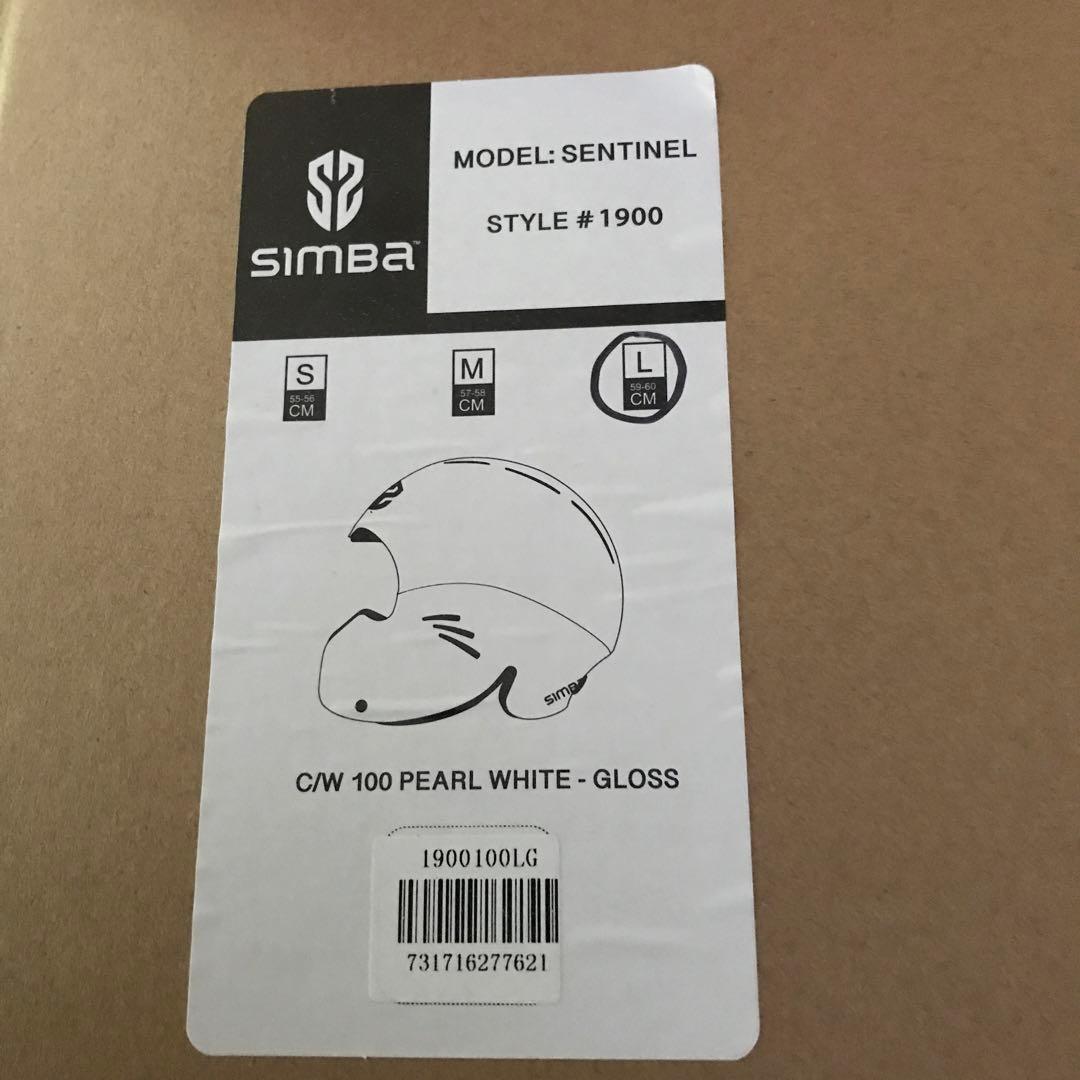 MODEL: SENTINEL
STYLE # 1900
SIMBA™
S
55-56
CM
M
57-58
CM
L
59-60
CM
SIMBA
C/W 100 PEARL WHITE - GLOSS
1900100LG
731716277621